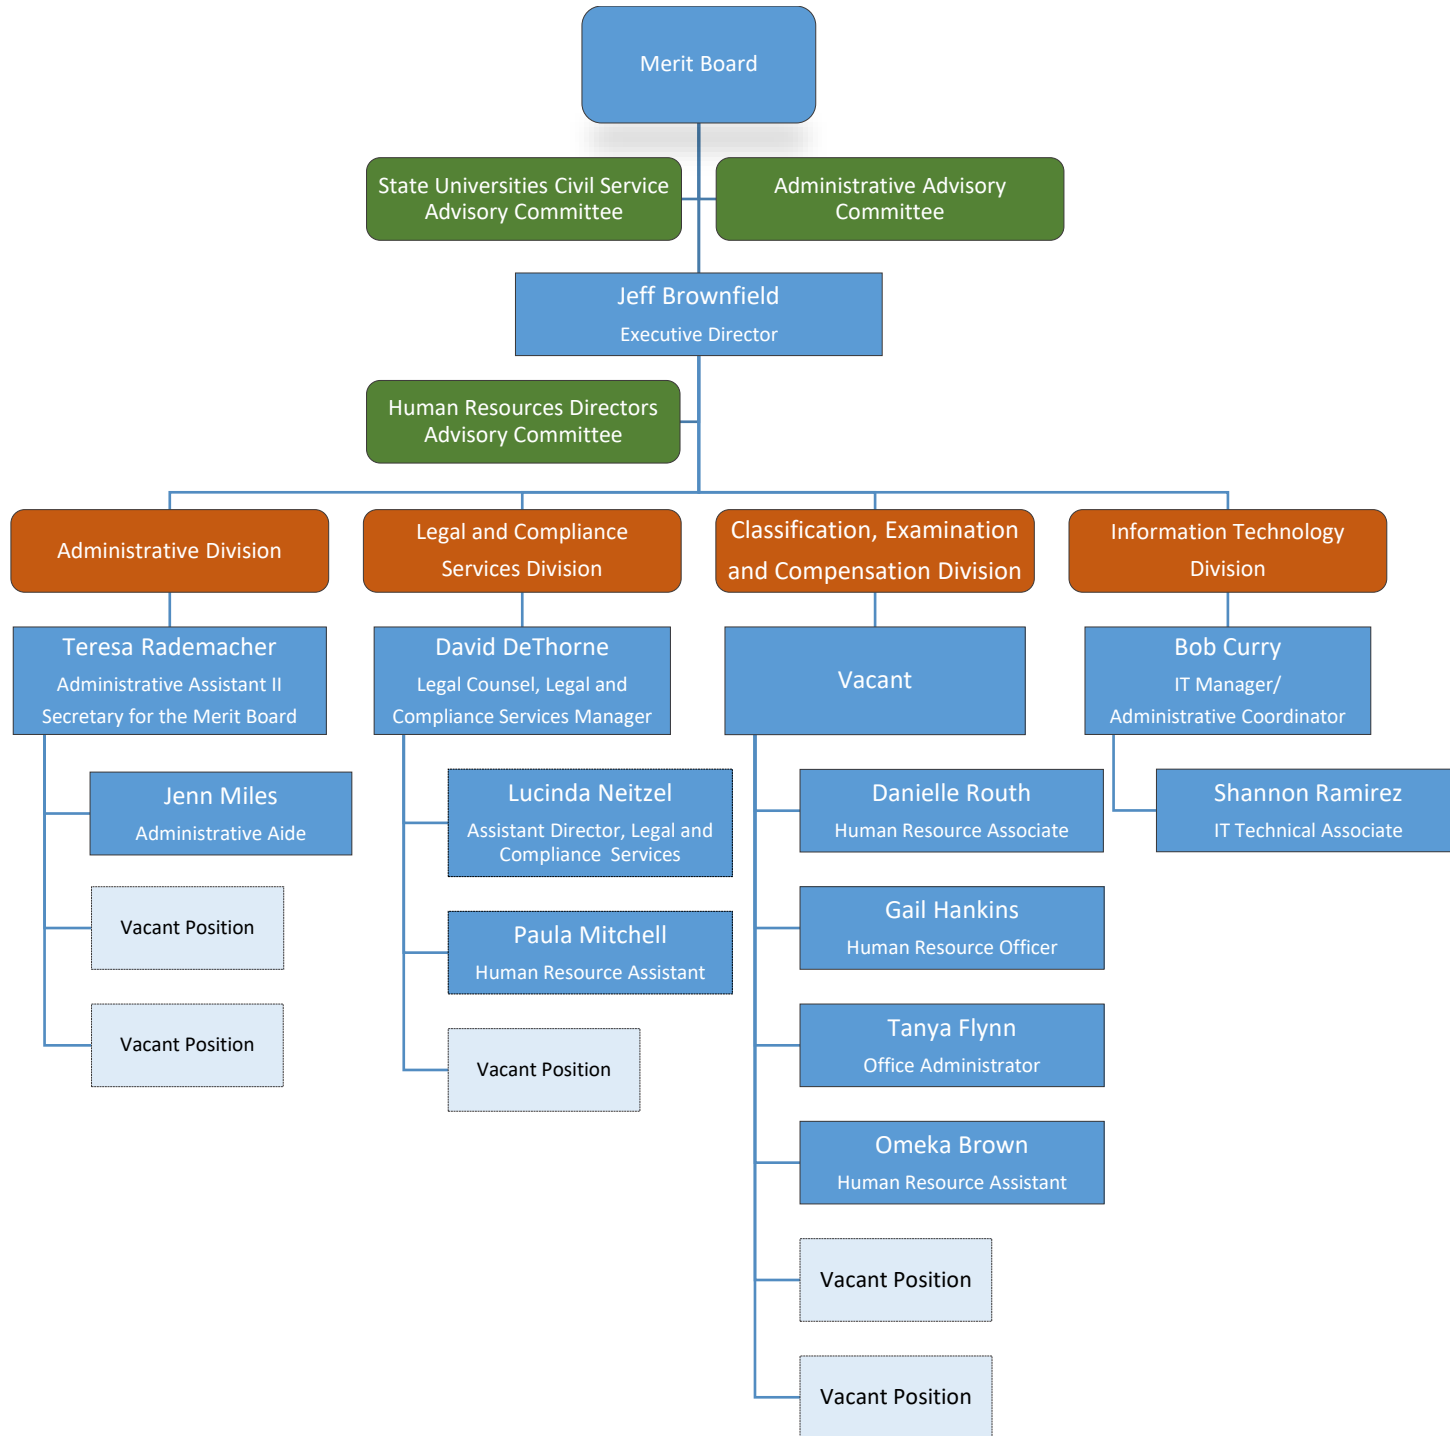 Merit Board
State Universities Civil Service
Advisory Committee
Administrative Advisory
Committee
Jeff Brownfield
Executive Director
Human Resources Directors
Advisory Committee
Administrative Division
Legal and Compliance
Services Division
Classification, Examination
and Compensation Division
Information Technology
Division
Teresa Rademacher
Administrative Assistant II
Secretary for the Merit Board
Jenn Miles
Administrative Aide
Vacant Position
Vacant Position
David DeThorne
Legal Counsel, Legal and
Compliance Services Manager
Lucinda Neitzel
Assistant Director, Legal and
Compliance  Services
Paula Mitchell
Human Resource Assistant
Vacant Position
Vacant
Danielle Routh
Human Resource Associate
Gail Hankins
Human Resource Officer
Tanya Flynn
Office Administrator
Omeka Brown
Human Resource Assistant
Vacant Position
Vacant Position
Bob Curry
IT Manager/
Administrative Coordinator
Shannon Ramirez
IT Technical Associate